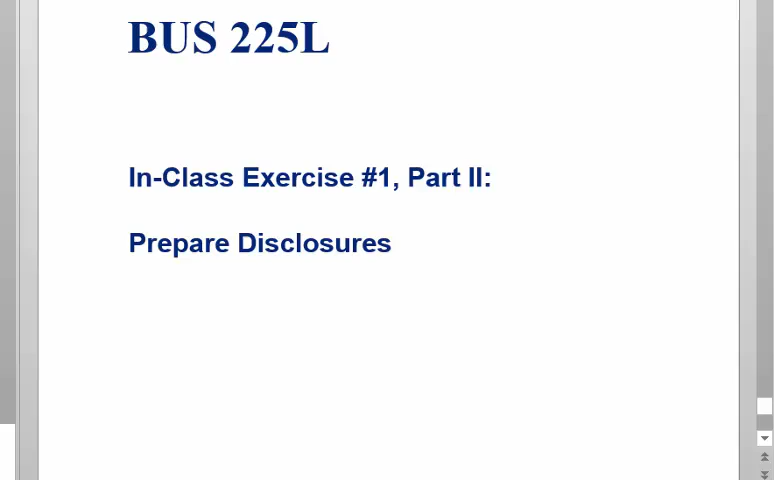 BUS 225L
In-Class Exercise #1, Part II:
Prepare Disclosures